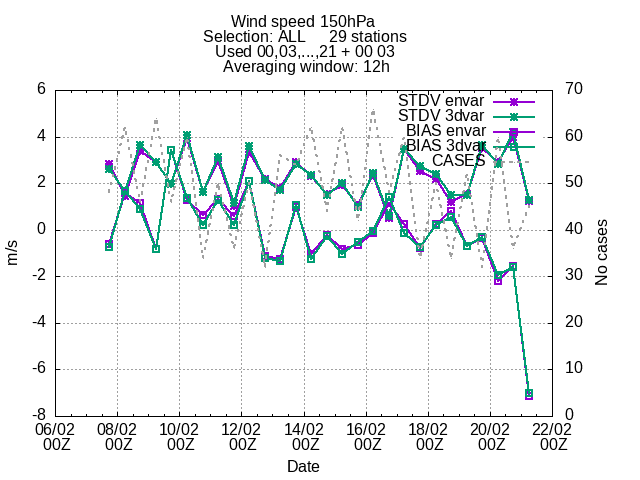 Wind speed 150hPa
Selection: ALL 29 stations
Used 00,03,...,21 + 00 03
Averaging window: 12h
6 70
STDV envar
STDV 3dvar
BIAS envar
BIAS 3dvar
CASES
4 60
2 50
0 40
-2 30
-4 20
-6 10
-8 0
m/s
No cases
06/02 08/02 10/02 12/02 14/02 16/02 18/02 20/02 22/02
00Z 00Z 00Z 00Z 00Z 00Z 00Z 00Z 00Z
Date